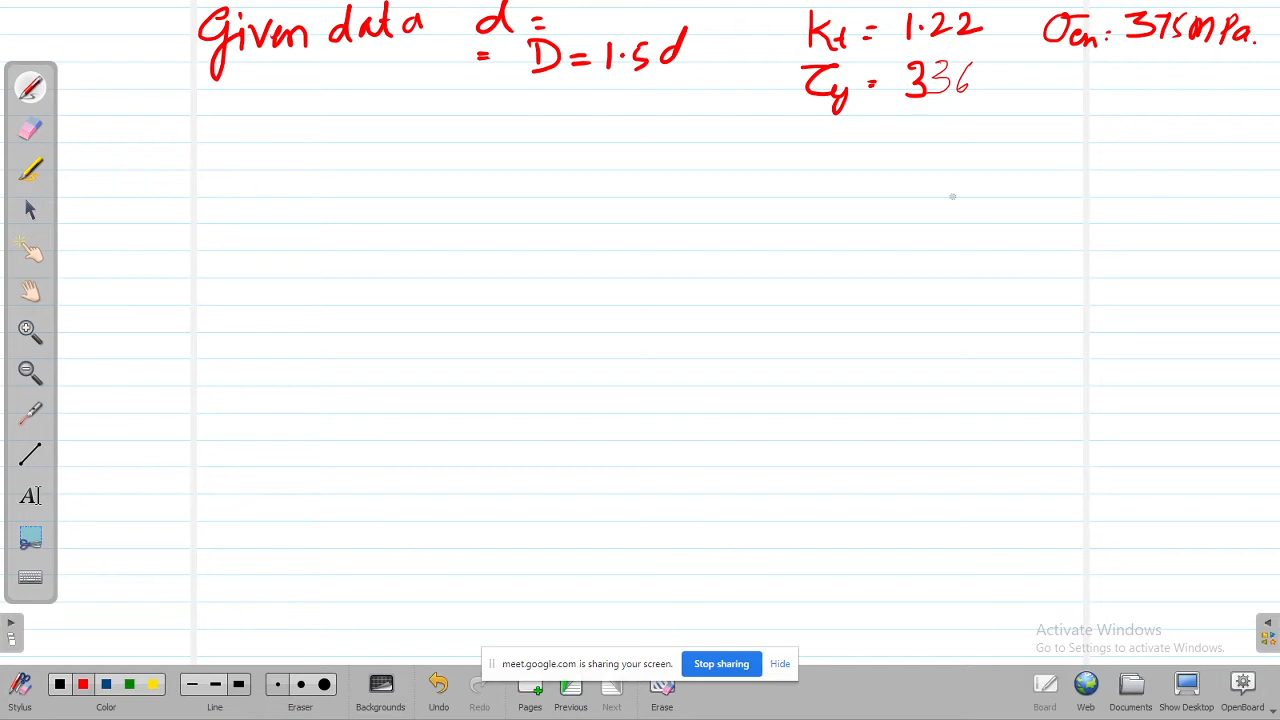 Given data d = Kt = 1.22 σen: 375mPa.
= D = 1.5d τy = 336
Activate Windows
Go to Settings to activate Windows.
meet.google.com is sharing your screen. Stop sharing Hide
Stylus Color Line Eraser Backgrounds Undo Redo Pages Previous Next Erase Board Web Documents Show Desktop OpenBoard